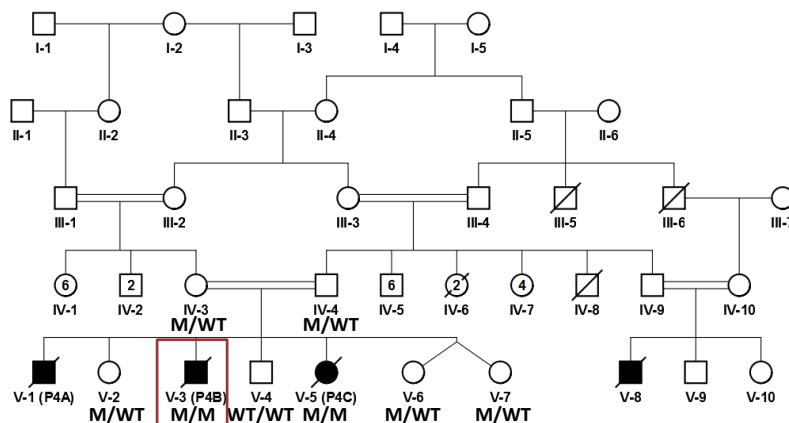 I-1 I-2 I-3 I-4 I-5
II-1 II-2 II-3 II-4 II-5 II-6
III-1 III-2 III-3 III-4 III-5 III-6 III-7
6 2 6 2 4
IV-1 IV-2 IV-3 IV-4 IV-5 IV-6 IV-7 IV-8 IV-9 IV-10
M/WT M/WT
V-1 (P4A) V-2 V-3 (P4B) V-4 V-5 (P4C) V-6 V-7 V-8 V-9 V-10
M/WT M/M WT/WT M/M M/WT M/WT